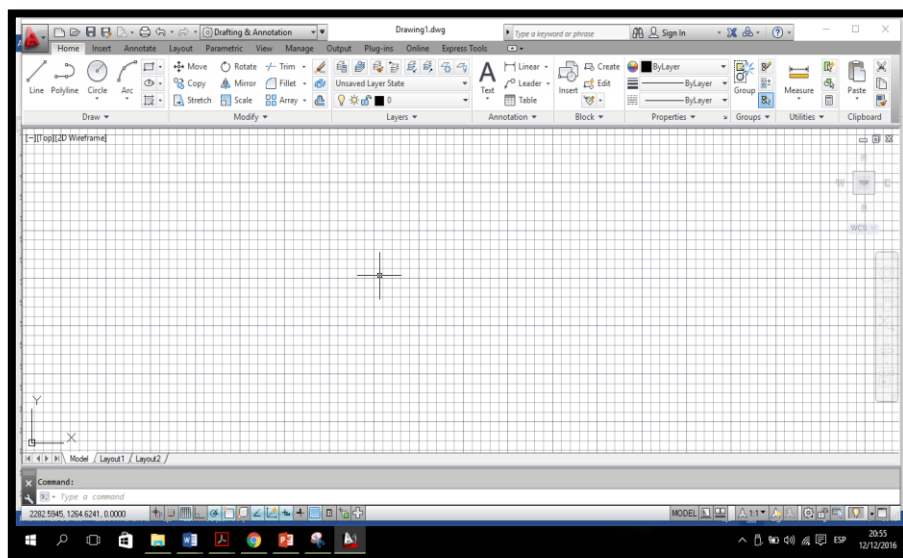 Drafting & Annotation
Drawing1.dwg
Type a keyword or phrase
Sign In
Home Insert Annotate Layout Parametric View Manage Output Plug-ins Online Express Tools
Move Rotate Trim Linear Create ByLayer
Copy Mirror Fillet Unsaved Layer State Leader Edit ByLayer
Line Polyline Circle Arc Stretch Scale Array 0 Text Table Insert ByLayer Group Measure Paste
Draw Modify Layers Annotation Block Properties Groups Utilities Clipboard
[−][Top][2D Wireframe]
W TOP E
WCS
Y
X
Model Layout1 Layout2
Command:
Type a command
2282.5945, 1264.6241, 0.0000 MODEL 1:1
ESP
20:55
12/12/2016